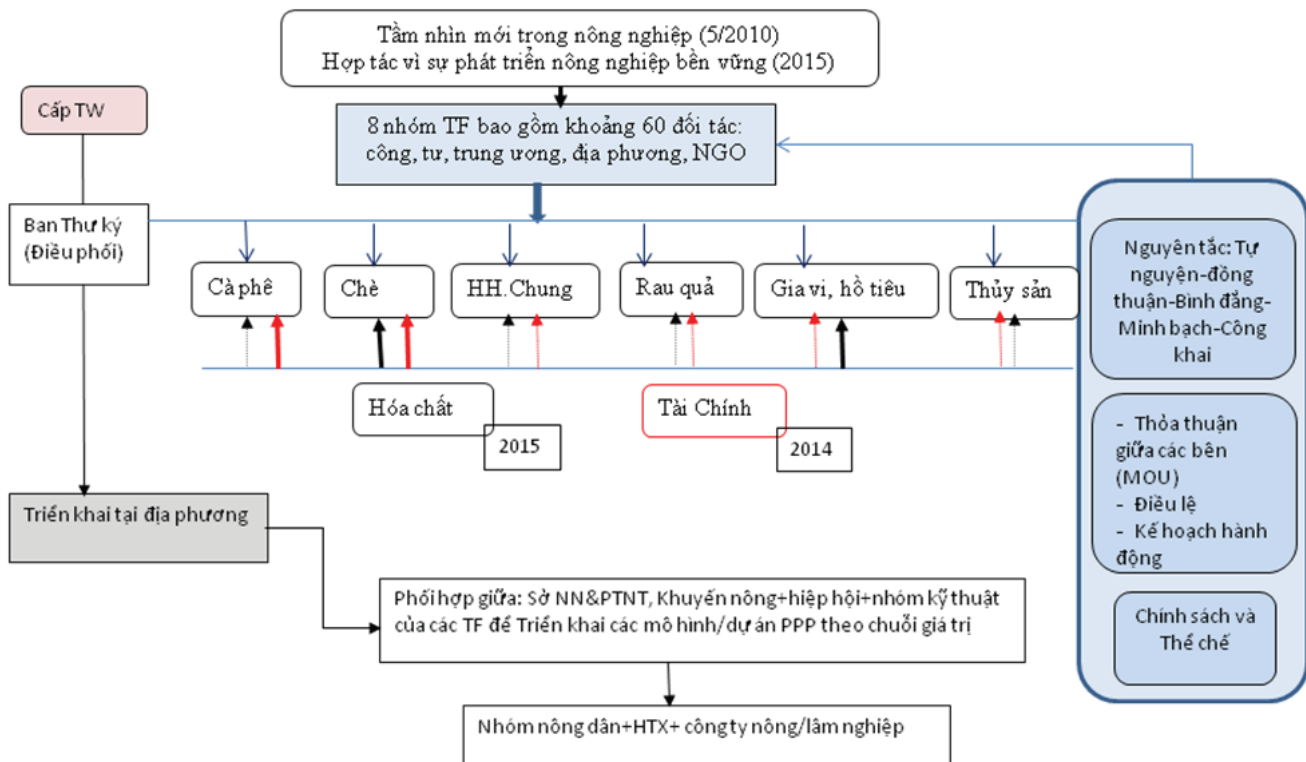 Tầm nhìn mới trong nông nghiệp (5/2010)
Hợp tác vì sự phát triển nông nghiệp bền vững (2015)
Cấp TW
8 nhóm TF bao gồm khoảng 60 đối tác:
công, tư, trung ương, địa phương, NGO
Ban Thư ký
(Điều phối)
Cà phê
Chè
HH.Chung
Rau quả
Gia vi, hồ tiêu
Thủy sản
Nguyên tắc: Tự
nguyện-đồng
thuận-Bình đẳng-
Minh bạch-Công
khai
Hóa chất
2015
Tài Chính
2014
- Thỏa thuận
giữa các bên
(MOU)
- Điều lệ
- Kế hoạch hành
động
Triển khai tại địa phương
Phối hợp giữa: Sở NN&PTNT, Khuyến nông+hiệp hội+nhóm kỹ thuật
của các TF để Triển khai các mô hình/dự án PPP theo chuỗi giá trị
Chính sách và
Thể chế
Nhóm nông dân+HTX+ công ty nông/lâm nghiệp